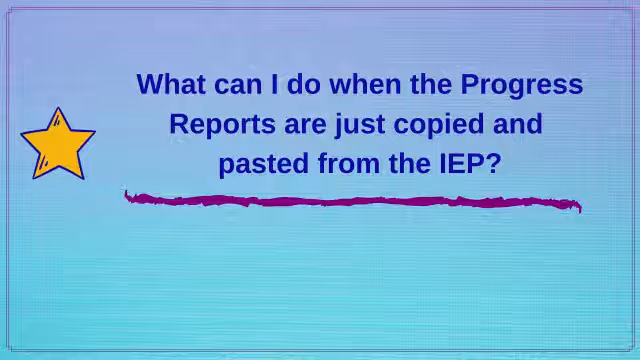 What can I do when the Progress
Reports are just copied and
pasted from the IEP?